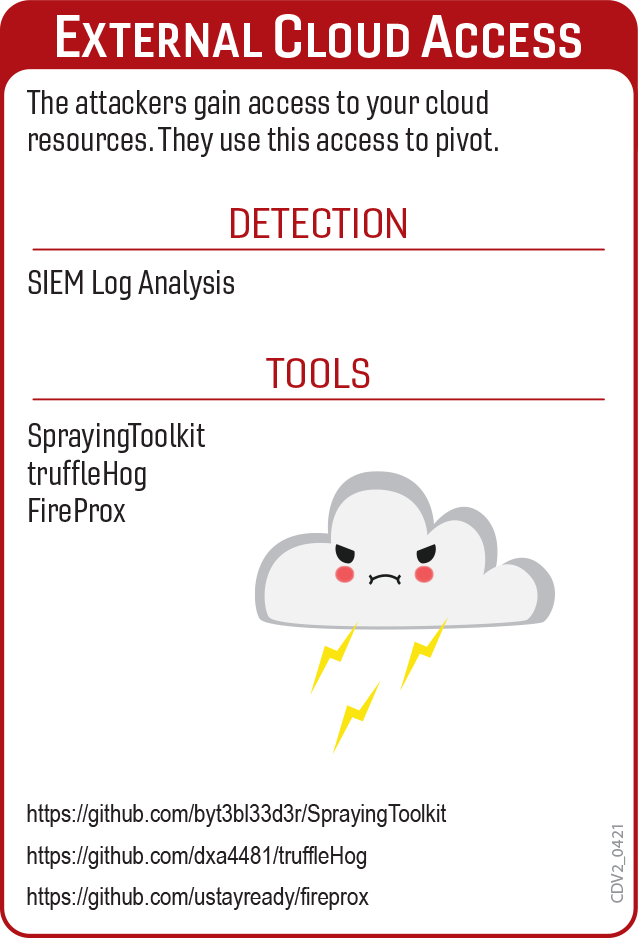 EXTERNAL CLOUD ACCESS
The attackers gain access to your cloud
resources. They use this access to pivot.
DETECTION
SIEM Log Analysis
TOOLS
SprayingToolkit
truffleHog
FireProx
https://github.com/byt3bl33d3r/SprayingToolkit
https://github.com/dxa4481/truffleHog
https://github.com/ustayready/fireprox
CDV2_0421